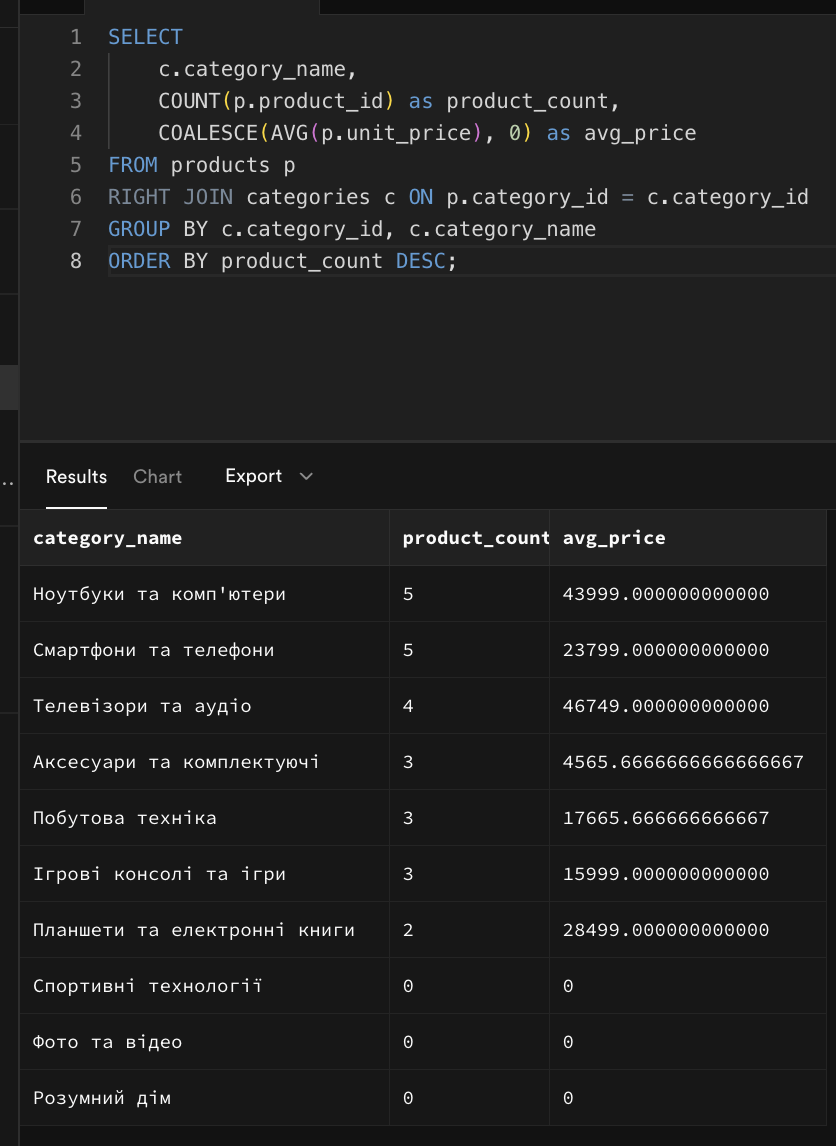 1 SELECT
2 c.category_name,
3 COUNT(p.product_id) as product_count,
4 COALESCE(AVG(p.unit_price), 0) as avg_price
5 FROM products p
6 RIGHT JOIN categories c ON p.category_id = c.category_id
7 GROUP BY c.category_id, c.category_name
8 ORDER BY product_count DESC;
Results Chart Export
category_name product_count avg_price
Ноутбуки та комп'ютери 5 43999.000000000000
Смартфони та телефони 5 23799.000000000000
Телевізори та аудіо 4 46749.000000000000
Аксесуари та комплектуючі 3 4565.6666666666666667
Побутова техніка 3 17665.666666666667
Ігрові консолі та ігри 3 15999.000000000000
Планшети та електронні книги 2 28499.000000000000
Спортивні технології 0 0
Фото та відео 0 0
Розумний дім 0 0